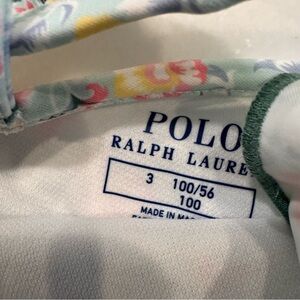 POLO
RALPH LAURE
3 100/56
100
MADE IN